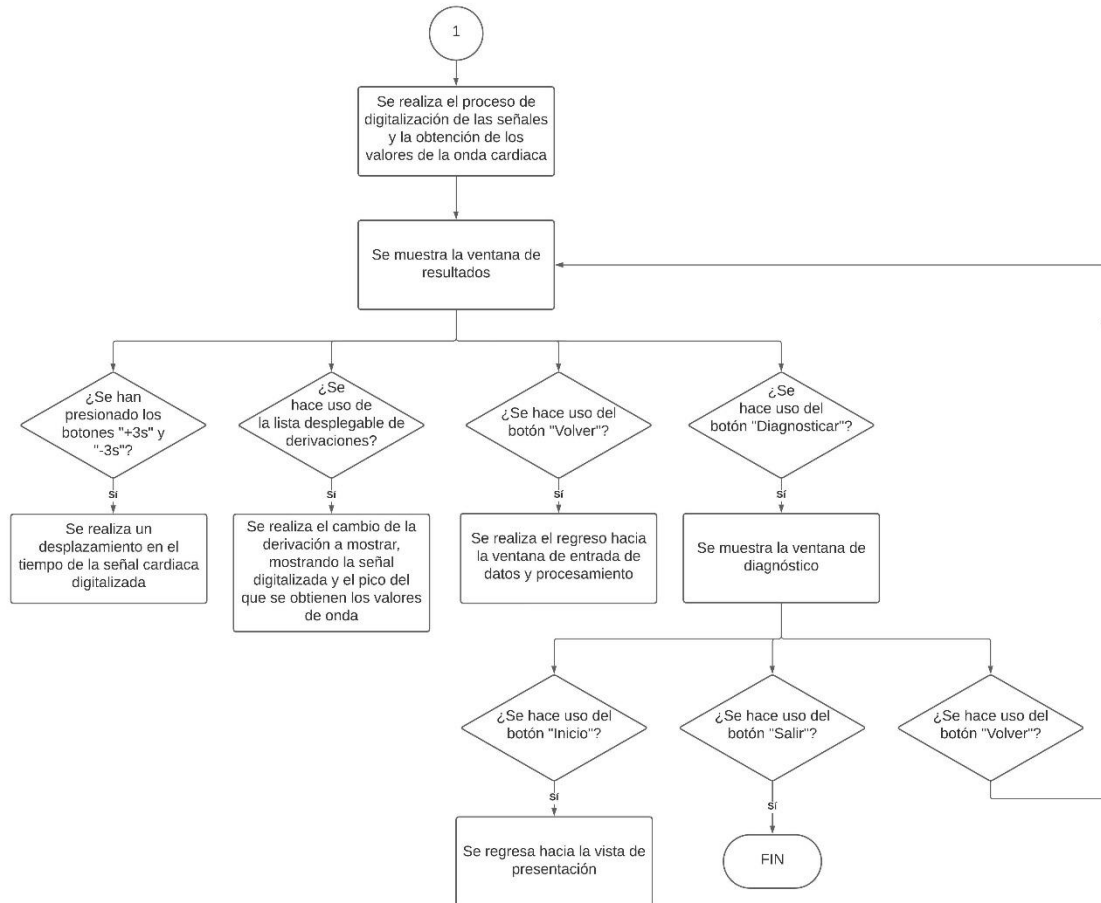 1
Se realiza el proceso de
digitalización de las señales
y la obtención de los
valores de la onda cardiaca
Se muestra la ventana de
resultados
¿Se han
presionado los
botones "+3s" y
"-3s"?
¿Se
hace uso de
la lista desplegable de
derivaciones?
¿Se hace uso del
botón "Volver"?
¿Se
hace uso del
botón "Diagnosticar"?
SÍ
SÍ
SÍ
SÍ
Se realiza un
desplazamiento en el
tiempo de la señal cardiaca
digitalizada
Se realiza el cambio de la
derivación a mostrar,
mostrando la señal
digitalizada y el pico del
que se obtienen los valores
de onda
Se realiza el regreso hacia
la ventana de entrada de
datos y procesamiento
Se muestra la ventana de
diagnóstico
¿Se hace uso del
botón "Inicio"?
¿Se hace uso del
botón "Salir"?
¿Se hace uso del
botón "Volver"?
SÍ
SÍ
Se regresa hacia la vista de
presentación
FIN